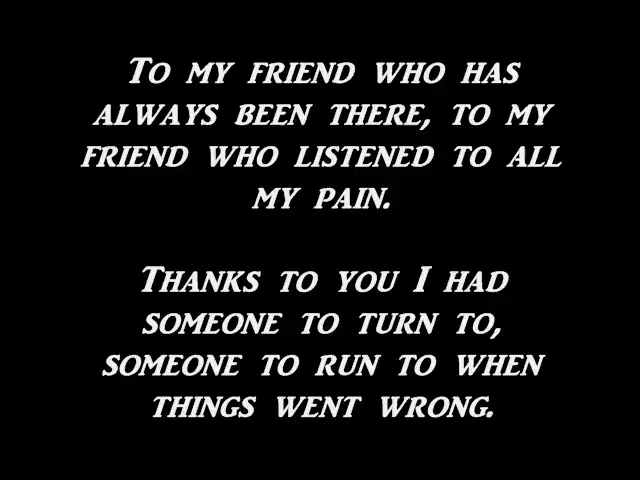 To my friend who has
always been there, to my
friend who listened to all
my pain.
Thanks to you I had
someone to turn to,
someone to run to when
things went wrong.